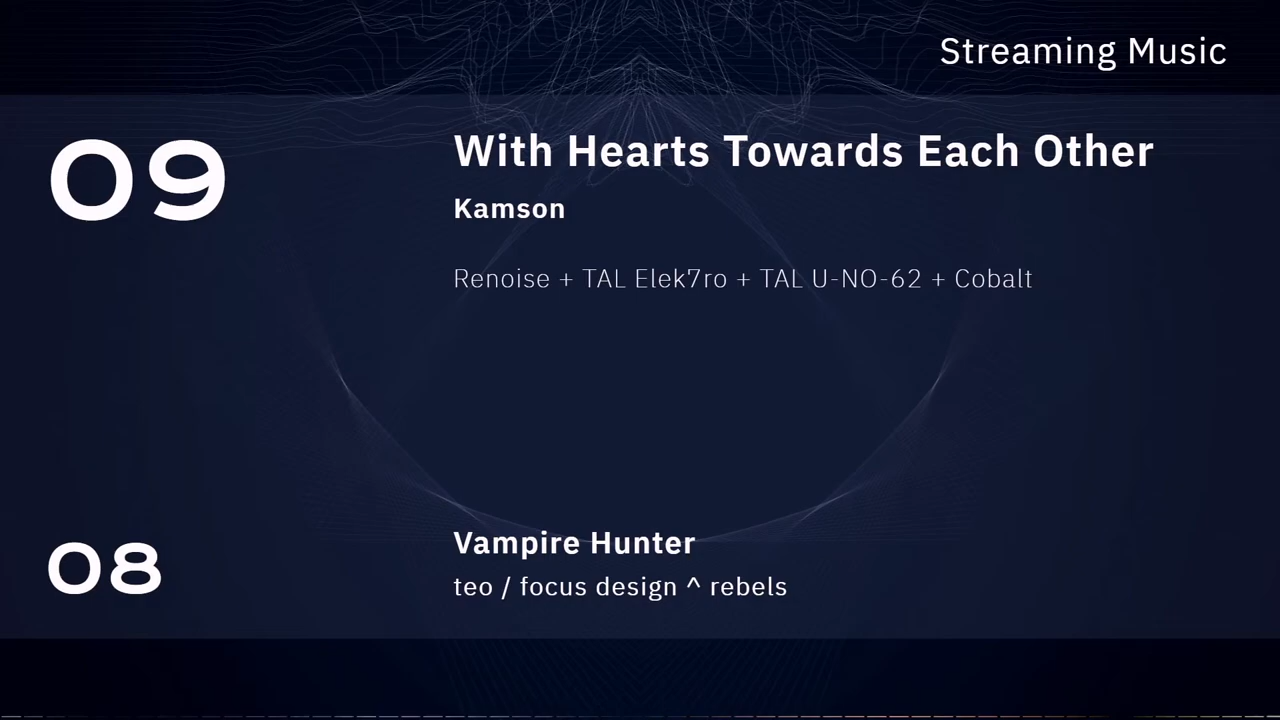 Streaming Music
09
With Hearts Towards Each Other
Kamson
Renoise + TAL Elek7ro + TAL U-NO-62 + Cobalt
08
Vampire Hunter
teo / focus design ^ rebels